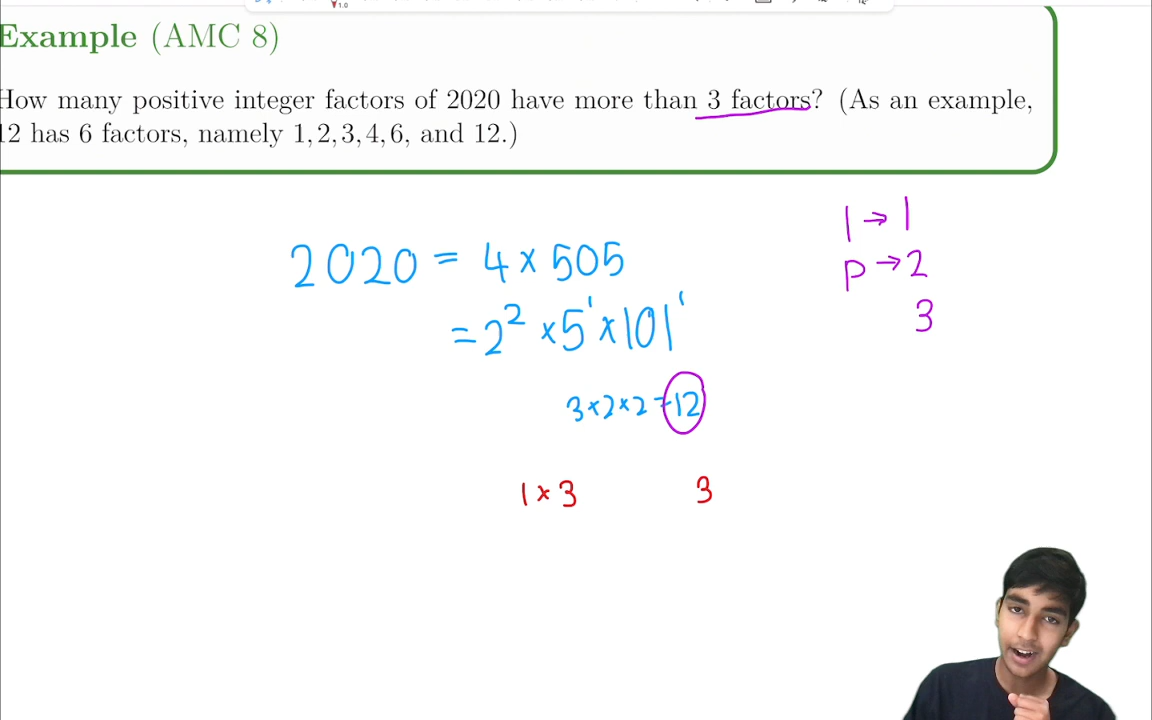 Example (AMC 8)
How many positive integer factors of 2020 have more than 3 factors? (As an example,
12 has 6 factors, namely 1, 2, 3, 4, 6, and 12.)
1 → 1
2020 = 4 × 505
p → 2
= 2² × 5¹ × 101¹
3
3 × 2 × 2 = 12
1 × 3
3